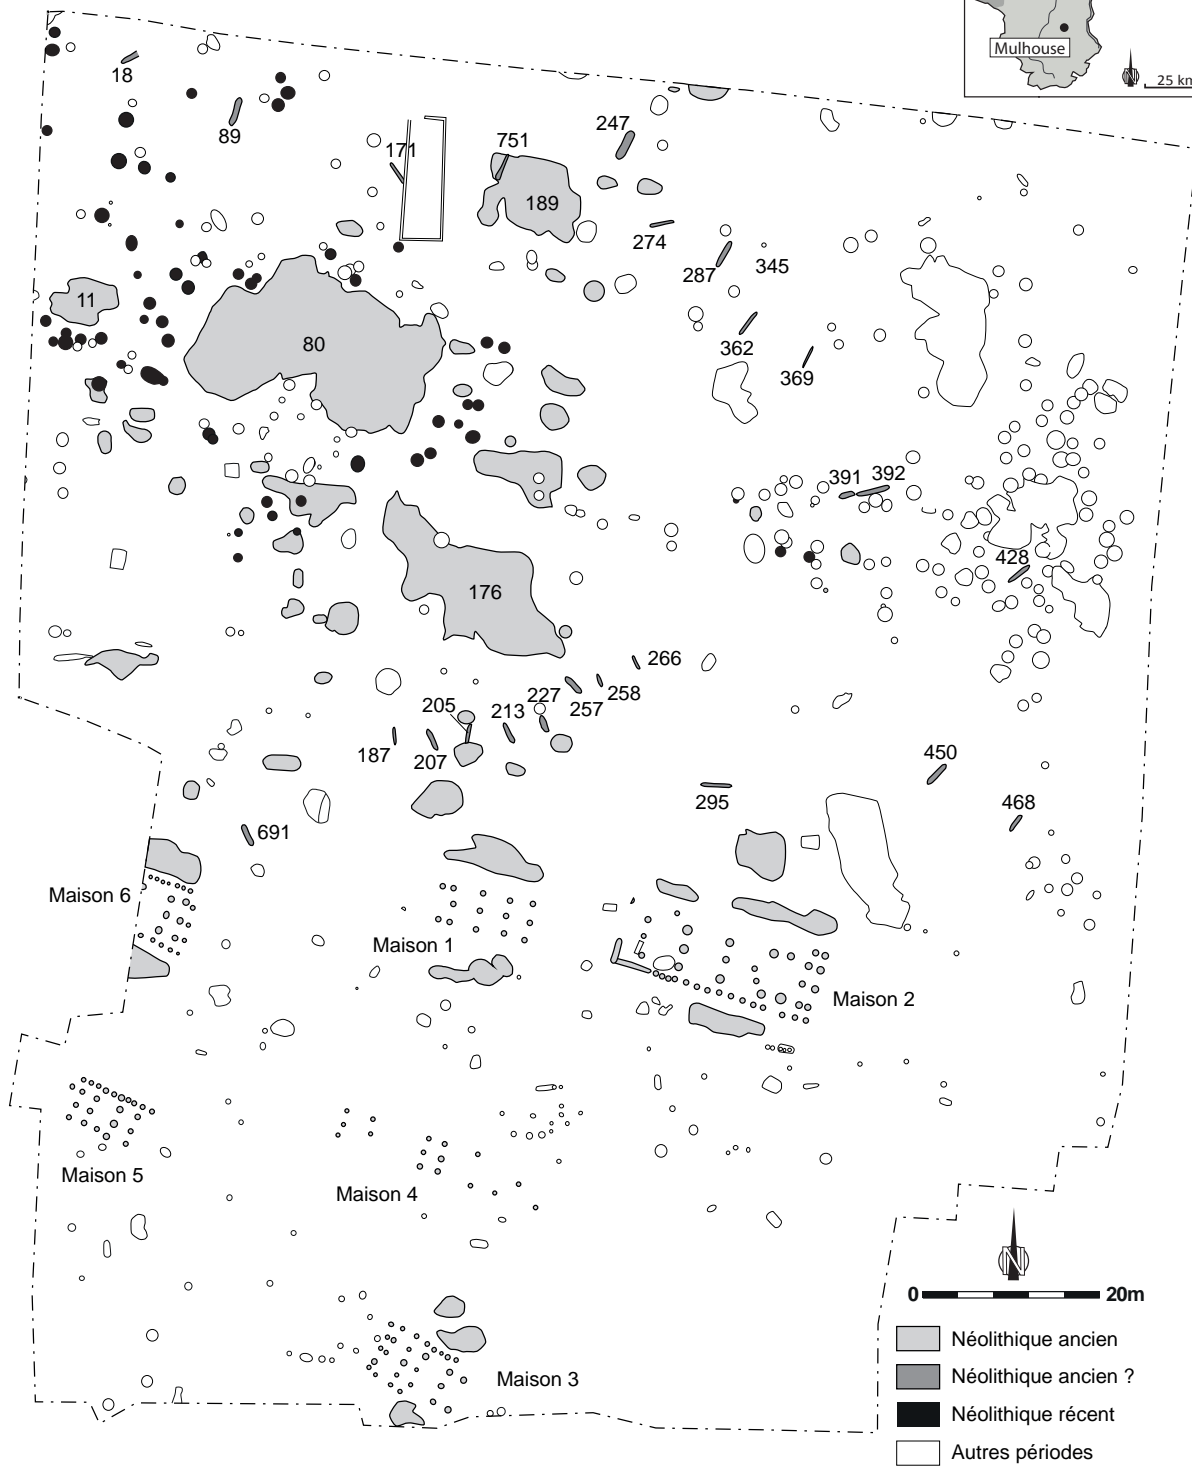 Mulhouse
N
25 km
18
89
171
751
189
247
274
287
345
11
80
362
369
391
392
428
176
266
258
257
227
213
205
207
187
295
450
468
691
Maison 6
Maison 1
Maison 2
Maison 5
Maison 4
Maison 3
N
0
20m
Néolithique ancien
Néolithique ancien ?
Néolithique récent
Autres périodes